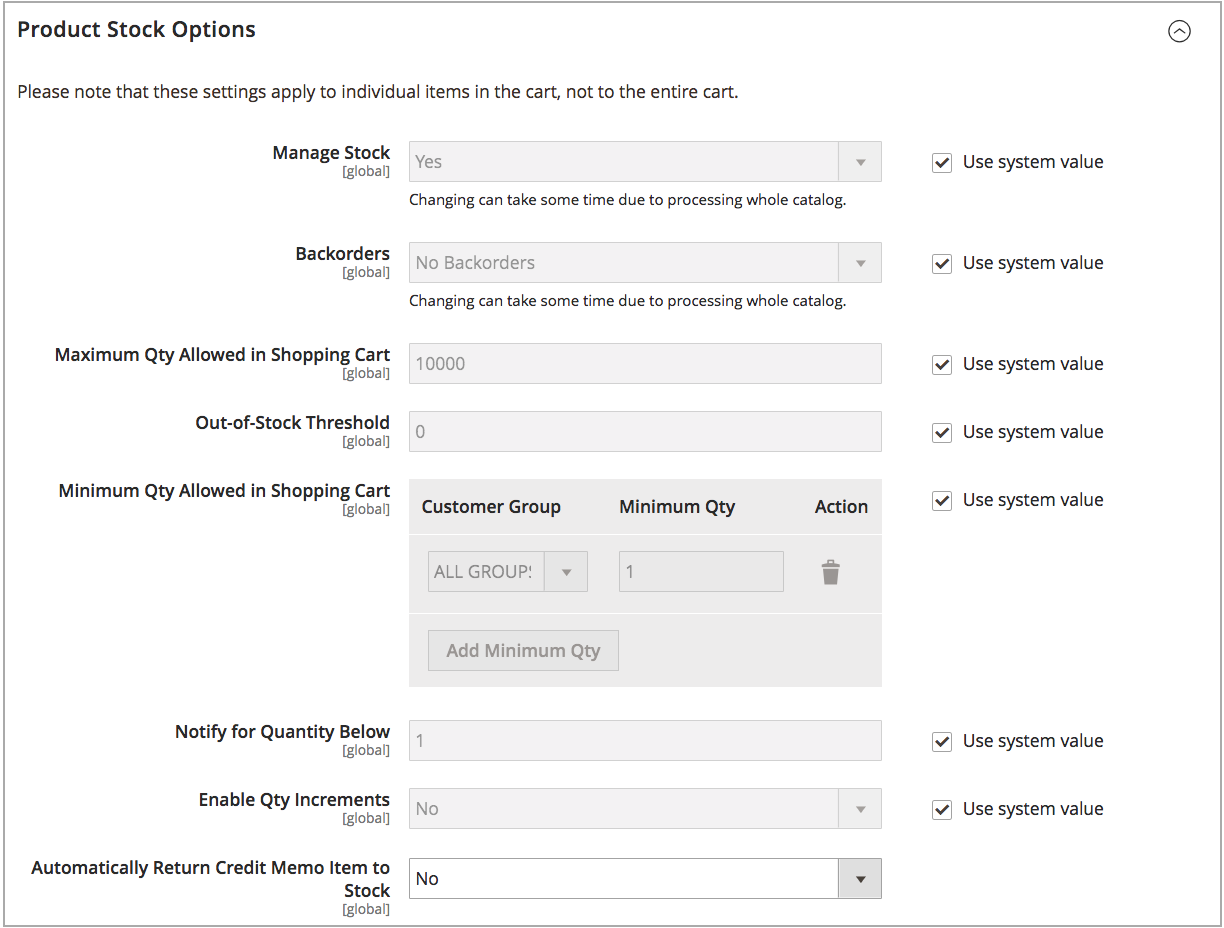 Product Stock Options
Please note that these settings apply to individual items in the cart, not to the entire cart.
Manage Stock
[global]
Yes
Use system value
Changing can take some time due to processing whole catalog.
Backorders
[global]
No Backorders
Use system value
Changing can take some time due to processing whole catalog.
Maximum Qty Allowed in Shopping Cart
[global]
10000
Use system value
Out-of-Stock Threshold
[global]
0
Use system value
Minimum Qty Allowed in Shopping Cart
[global]
Customer Group Minimum Qty Action
Use system value
ALL GROUPS 1
Add Minimum Qty
Notify for Quantity Below
[global]
1
Use system value
Enable Qty Increments
[global]
No
Use system value
Automatically Return Credit Memo Item to
Stock
[global]
No